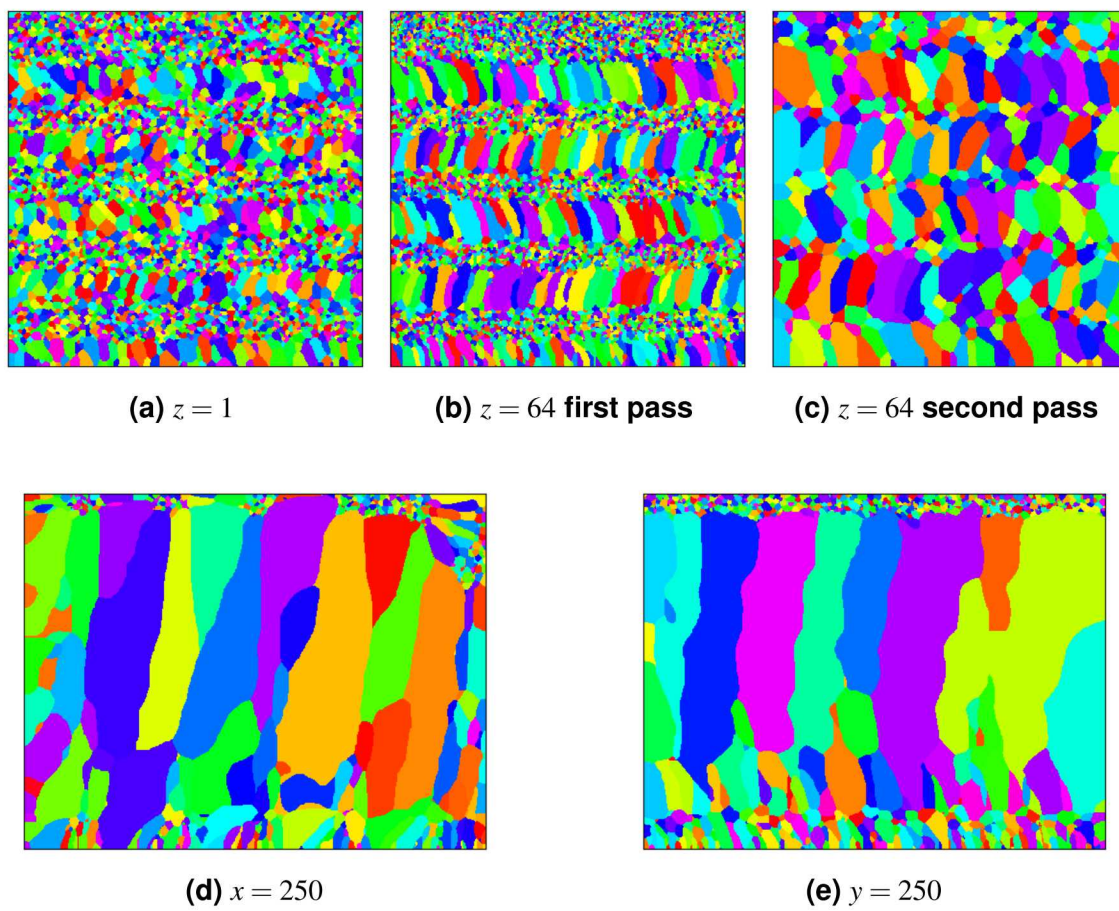 (a) z = 1
(b) z = 64 first pass
(c) z = 64 second pass
(d) x = 250
(e) y = 250